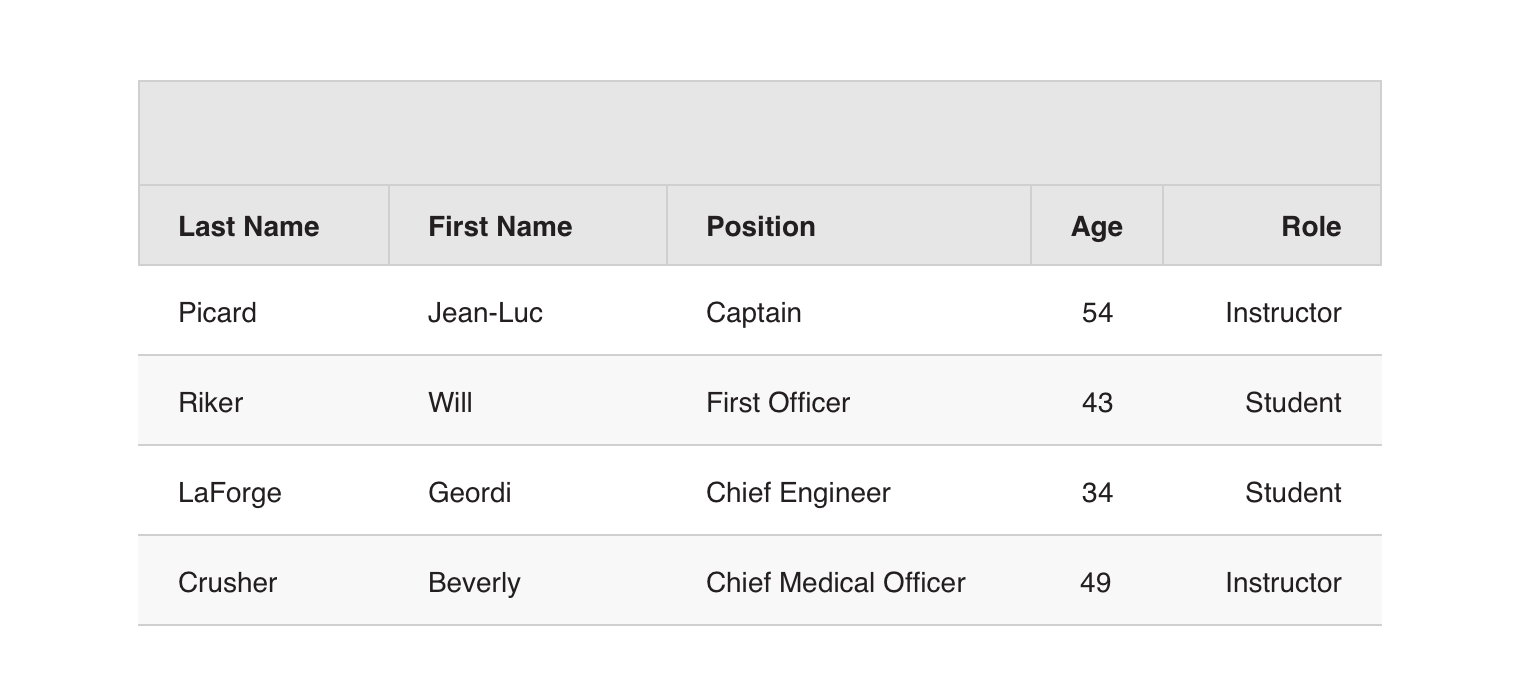 Last Name First Name Position Age Role
Picard Jean-Luc Captain 54 Instructor
Riker Will First Officer 43 Student
LaForge Geordi Chief Engineer 34 Student
Crusher Beverly Chief Medical Officer 49 Instructor